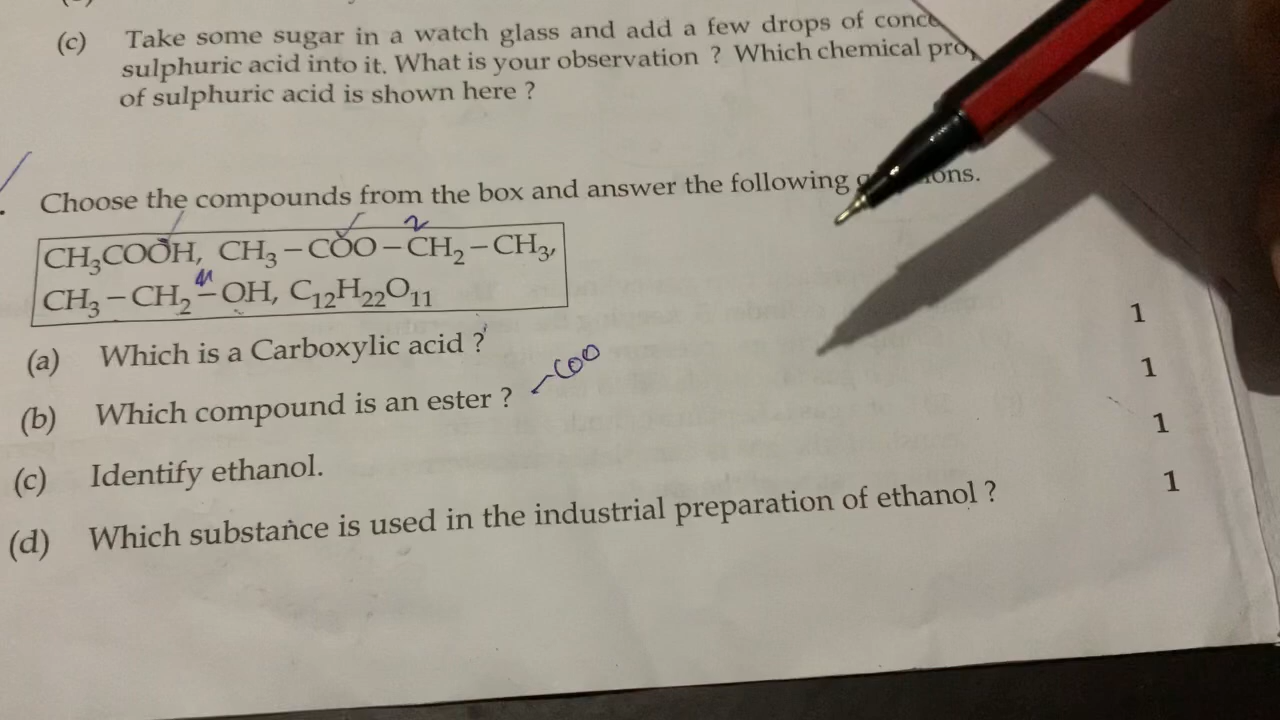 (c) Take some sugar in a watch glass and add a few drops of
sulphuric acid into it. What is your observation ? Which chemical
of sulphuric acid is shown here ?
Choose the compounds from the box and answer the following
CH₃COOH, CH₃ – COO – CH₂ – CH₃,
CH₃ – CH₂ – OH, C₁₂H₂₂O₁₁
(a) Which is a Carboxylic acid ? 1
(b) Which compound is an ester ? -COO 1
(c) Identify ethanol. 1
(d) Which substance is used in the industrial preparation of ethanol ? 1